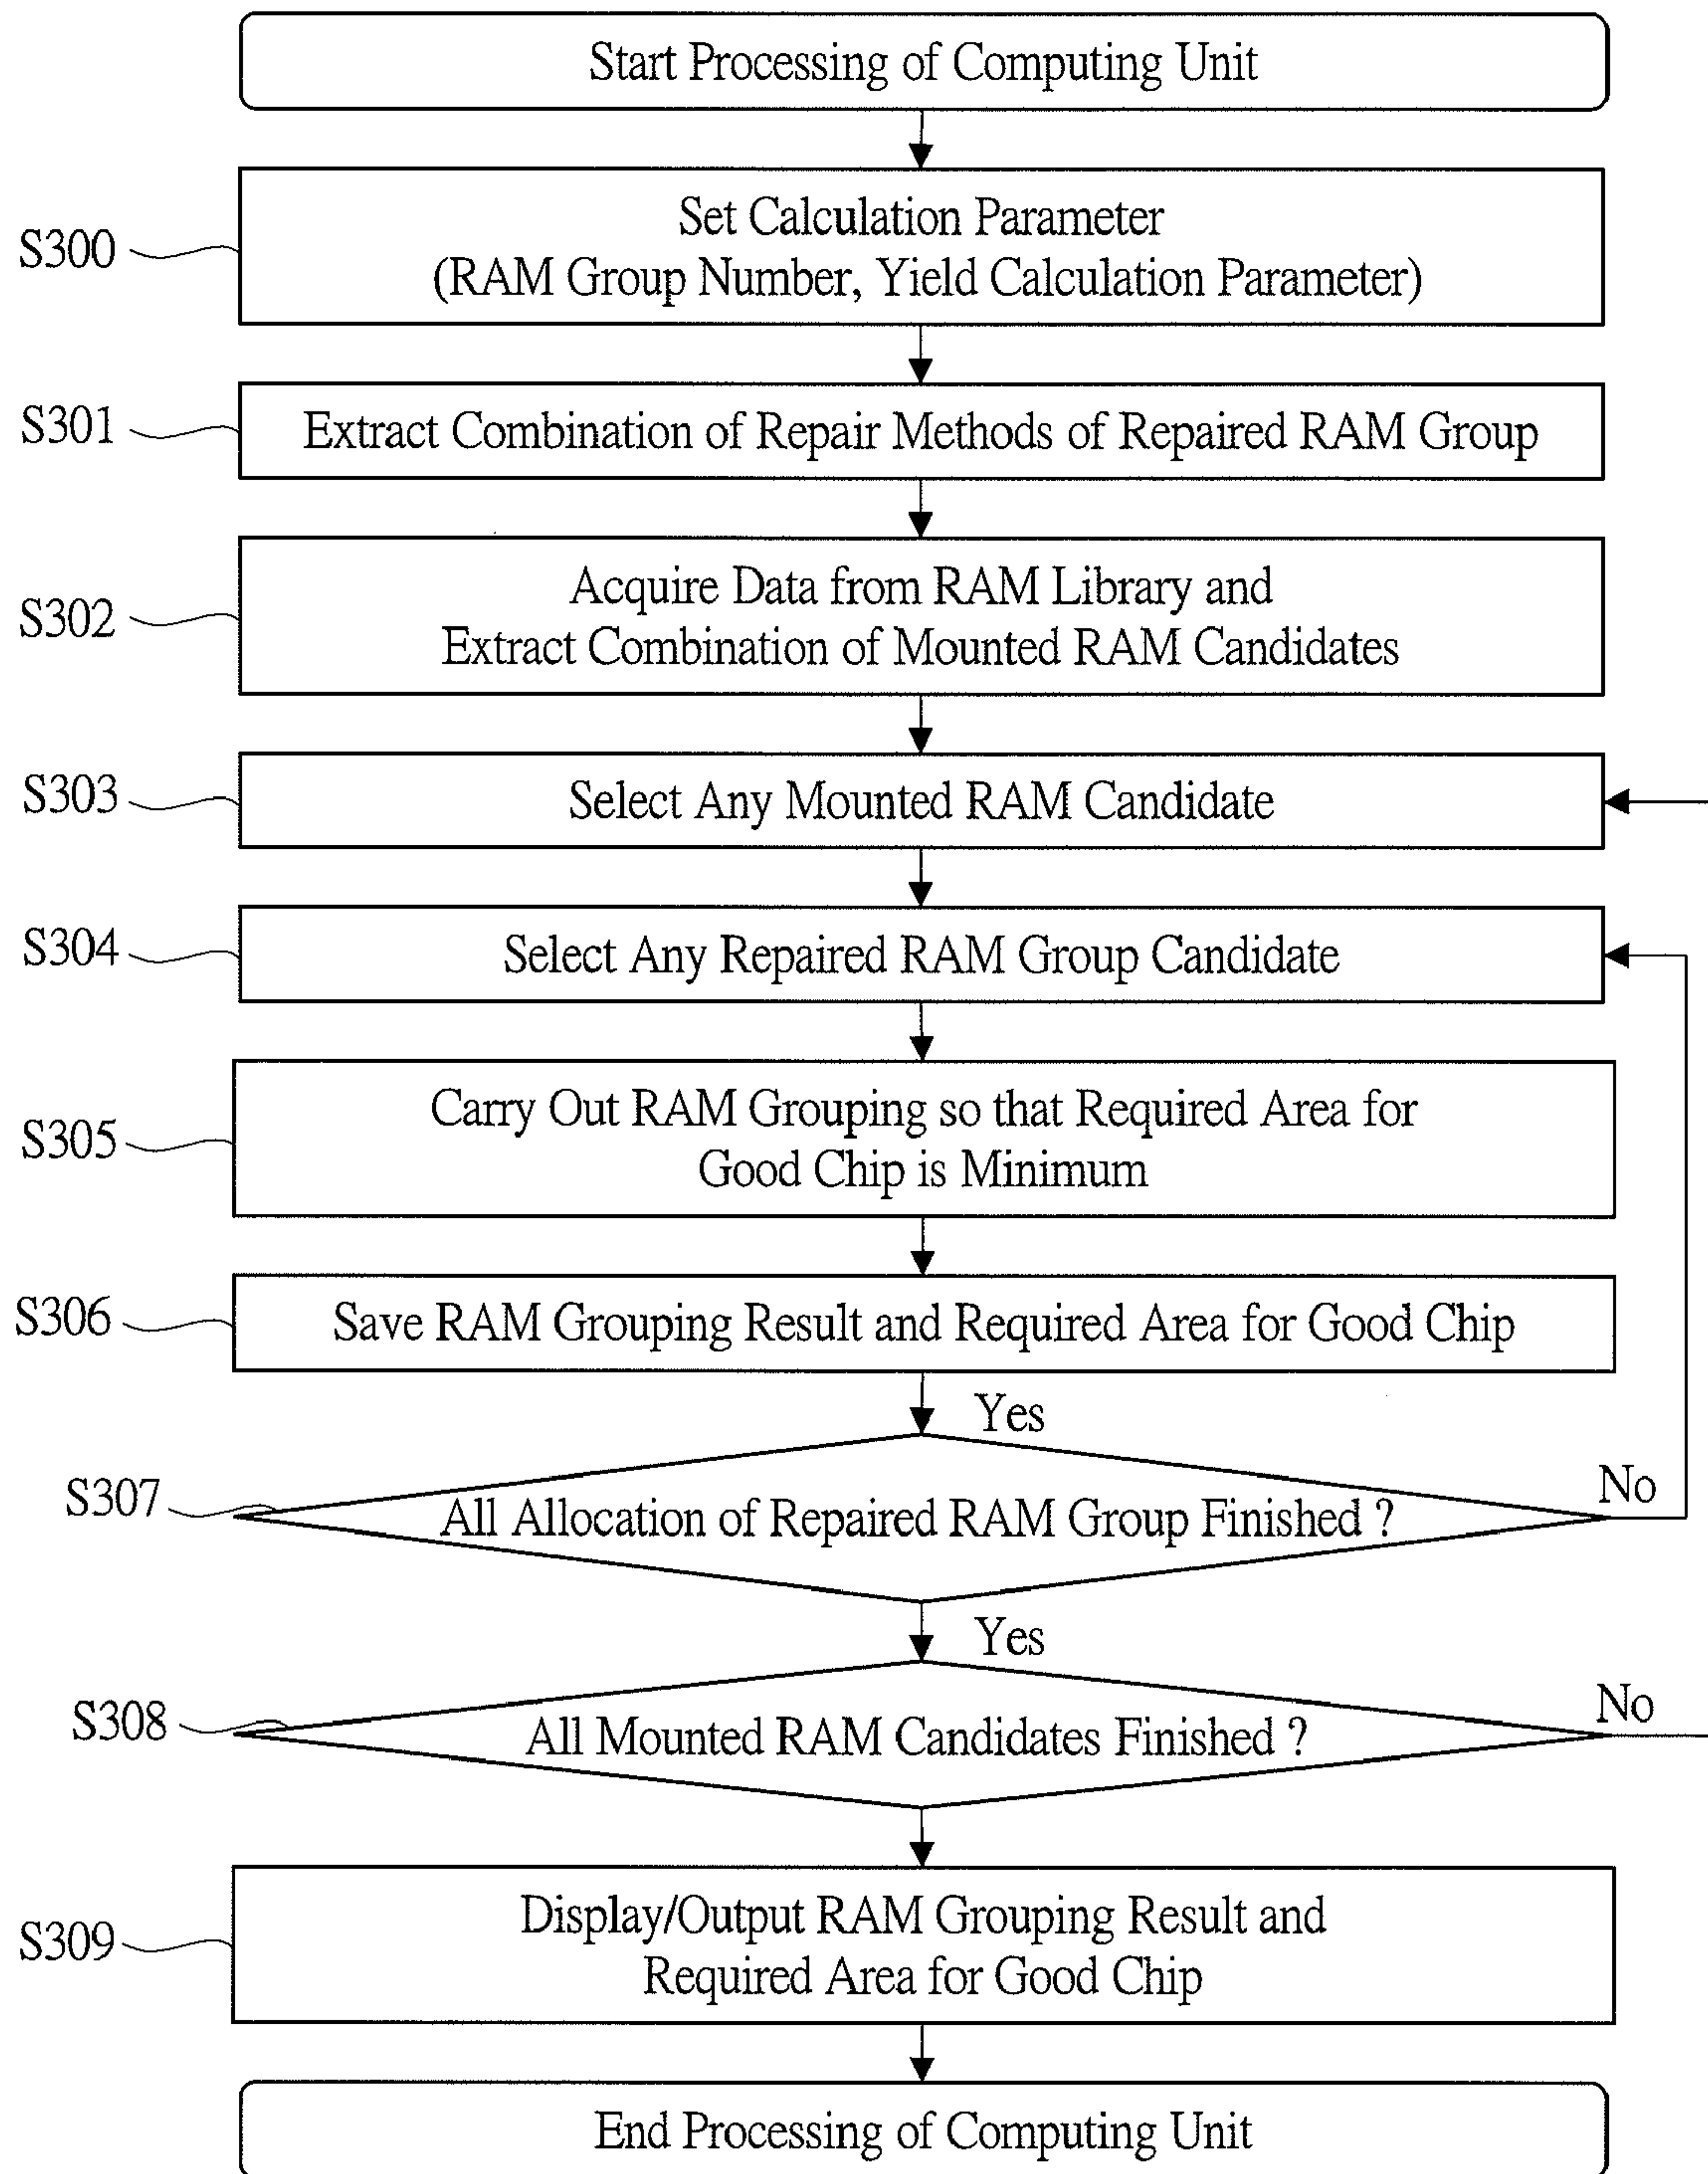 Start Processing of Computing Unit
S300
Set Calculation Parameter
(RAM Group Number, Yield Calculation Parameter)
S301
Extract Combination of Repair Methods of Repaired RAM Group
S302
Acquire Data from RAM Library and
Extract Combination of Mounted RAM Candidates
S303
Select Any Mounted RAM Candidate
S304
Select Any Repaired RAM Group Candidate
S305
Carry Out RAM Grouping so that Required Area for
Good Chip is Minimum
S306
Save RAM Grouping Result and Required Area for Good Chip
Yes
S307
All Allocation of Repaired RAM Group Finished ?
No
Yes
S308
All Mounted RAM Candidates Finished ?
No
S309
Display/Output RAM Grouping Result and
Required Area for Good Chip
End Processing of Computing Unit